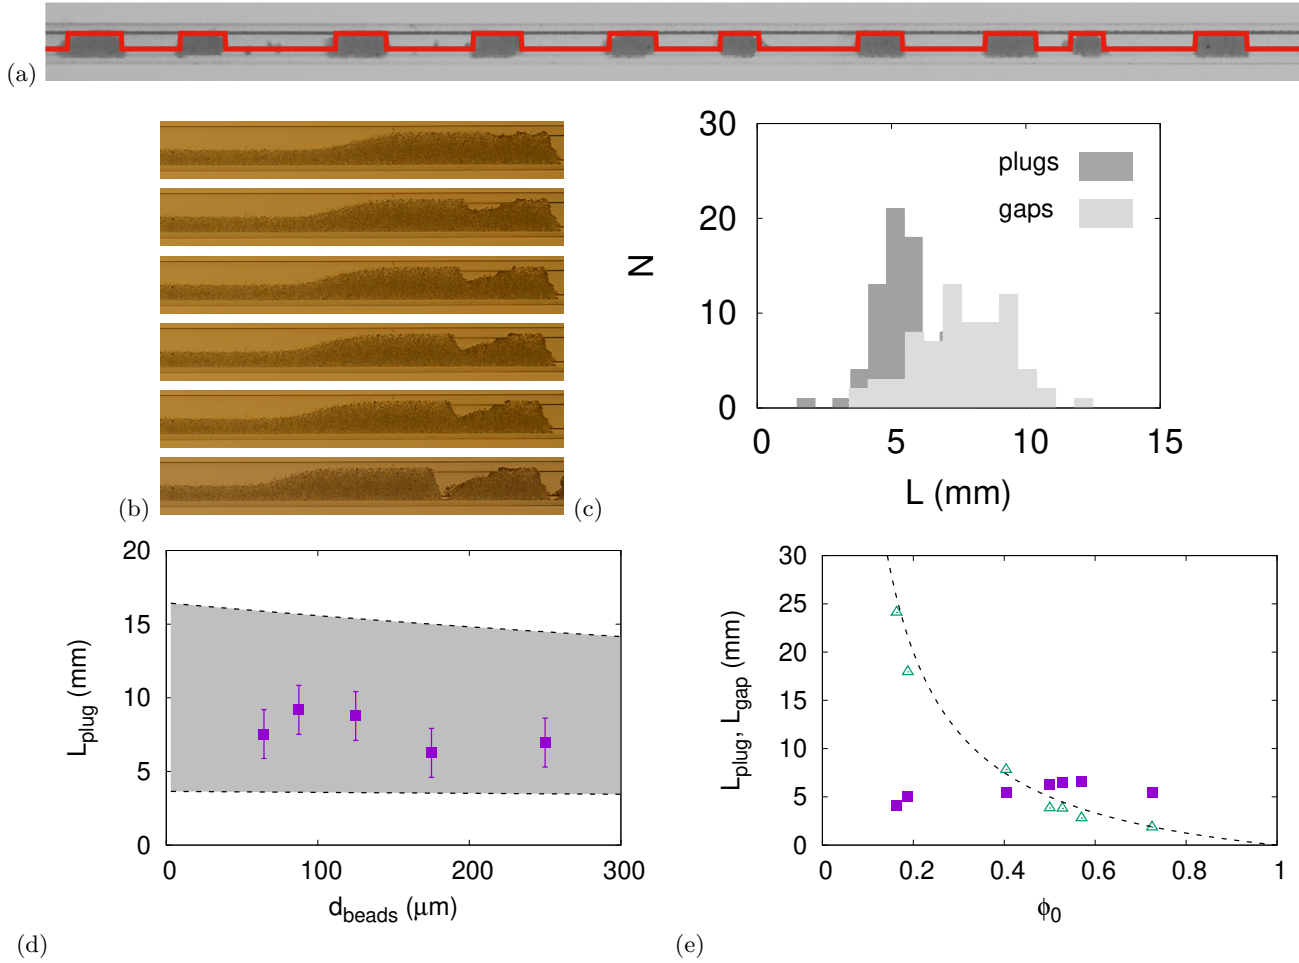 (a)
(b)
30
20
10
0
N
plugs
gaps
0 5 10 15
L (mm)
(c)
20
15
10
5
0
L_plug (mm)
0 100 200 300
d_beads (μm)
(d)
30
25
20
15
10
5
0
L_plug, L_gap (mm)
0 0.2 0.4 0.6 0.8 1
ϕ_0
(e)